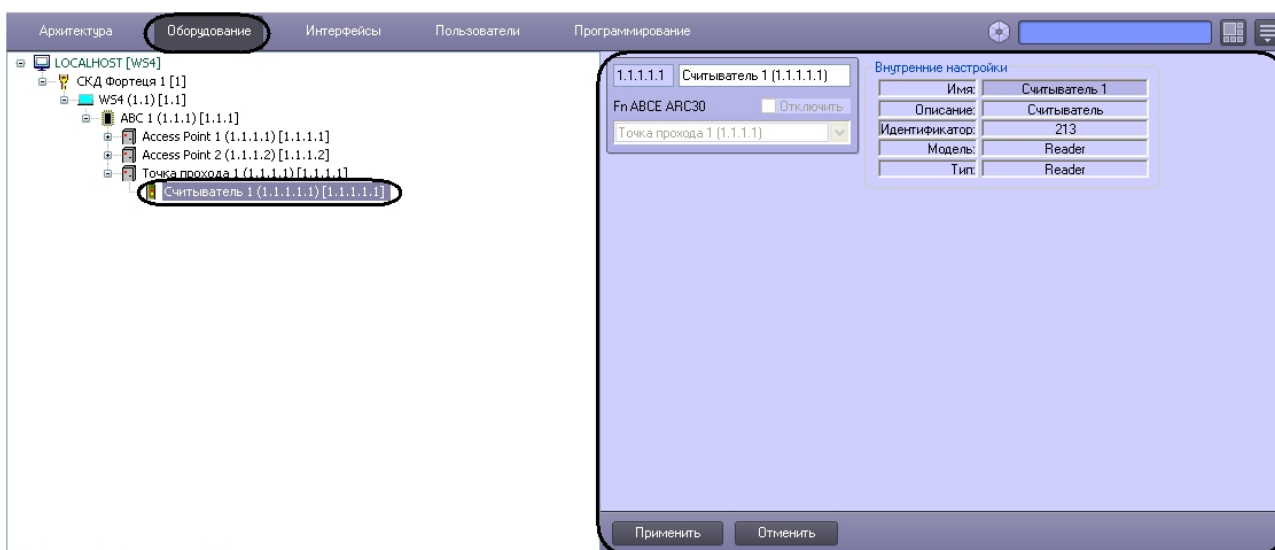 Архитектура Оборудование Интерфейсы Пользователи Программирование
LOCALHOST [WS4]
СКД Фортеця 1 [1]
WS4 (1.1) [1.1]
ABC 1 (1.1.1) [1.1.1]
Access Point 1 (1.1.1.1) [1.1.1.1]
Access Point 2 (1.1.1.2) [1.1.1.2]
Точка прохода 1 (1.1.1.1) [1.1.1.1]
Считыватель 1 (1.1.1.1.1) [1.1.1.1.1]
1.1.1.1.1 Считыватель 1 (1.1.1.1.1)
Fn ABCE ARC30 Отключить
Точка прохода 1 (1.1.1.1)
Внутренние настройки
Имя: Считыватель 1
Описание: Считыватель
Идентификатор: 213
Модель: Reader
Тип: Reader
Применить Отменить